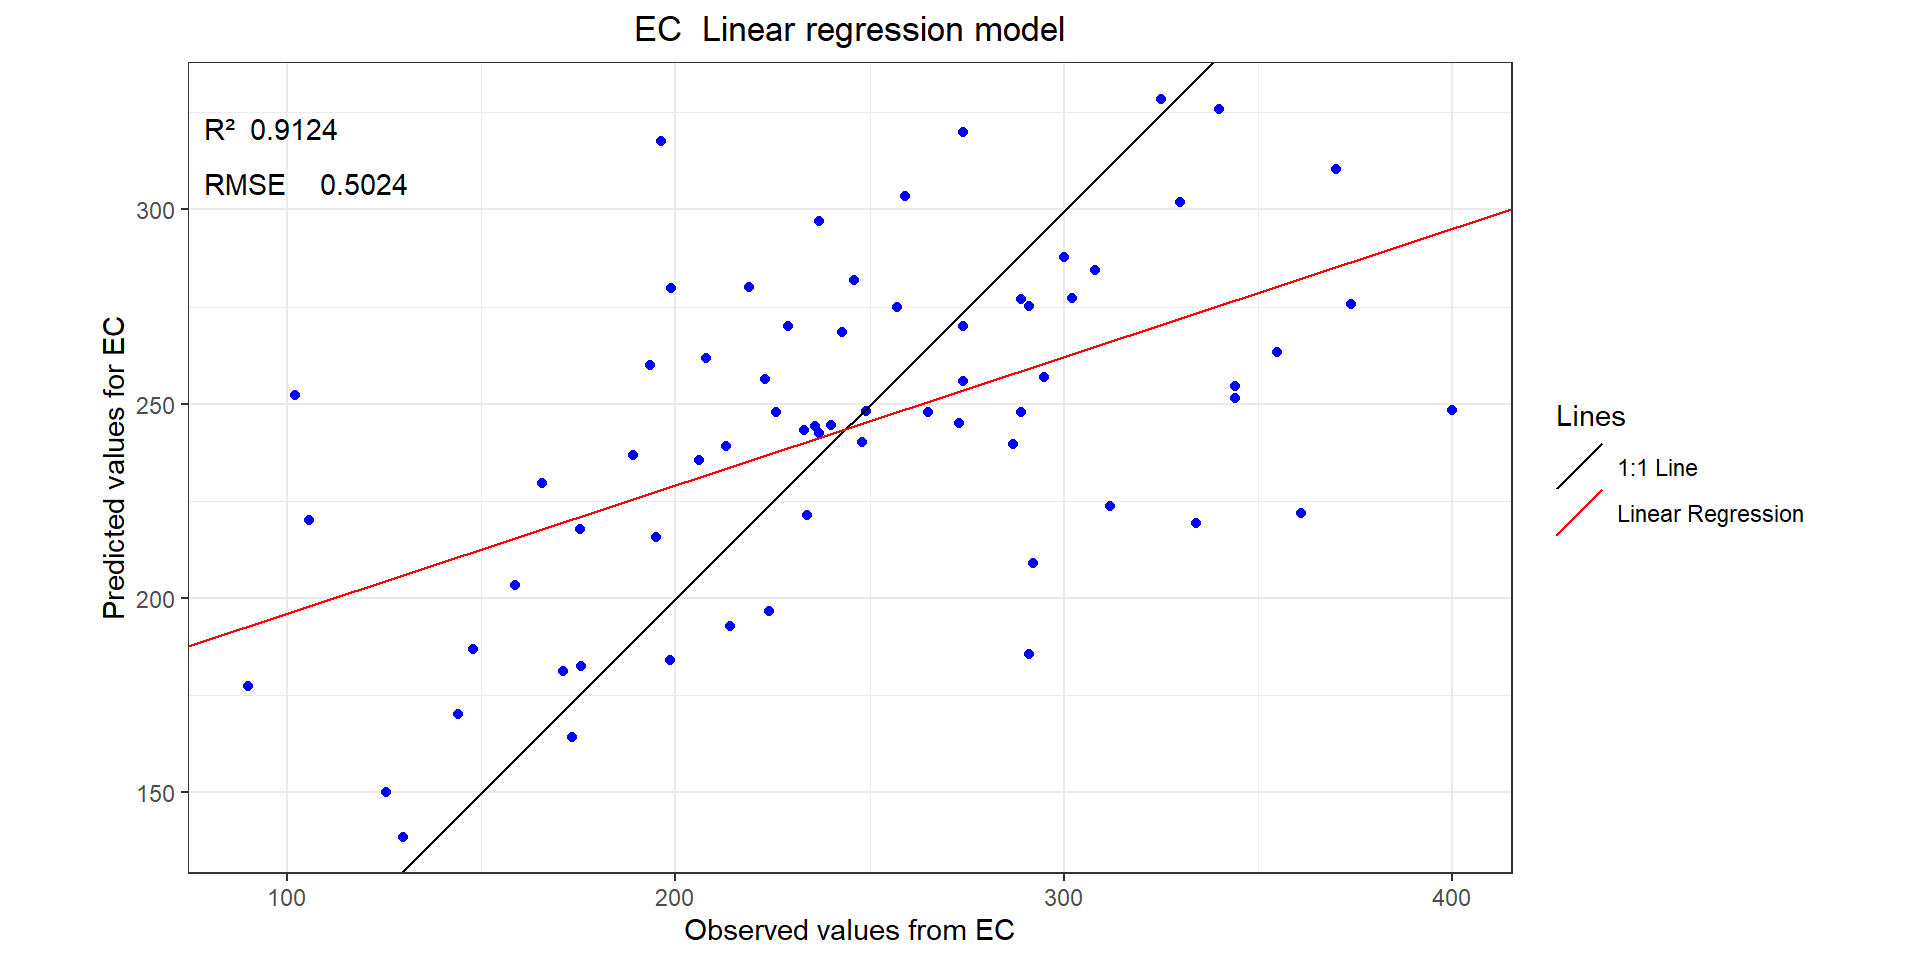 EC  Linear regression model
R²  0.9124
RMSE    0.5024
300
250
200
150
Predicted values for EC
100
200
300
400
Observed values from EC
Lines
1:1 Line
Linear Regression